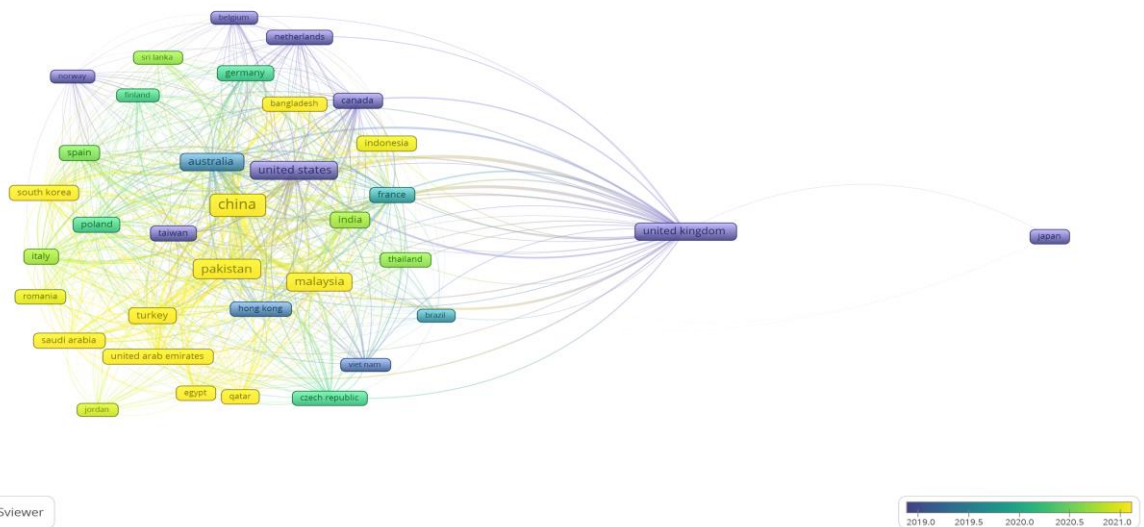 belgium
netherlands
sri lanka
germany
norway
finland
canada
bangladesh
indonesia
spain
australia
united states
south korea
france
china
india
poland
taiwan
united kingdom
japan
italy
thailand
pakistan
malaysia
romania
hong kong
turkey
brazil
saudi arabia
united arab emirates
viet nam
egypt
qatar
czech republic
jordan
Sviewer
2019.0 2019.5 2020.0 2020.5 2021.0